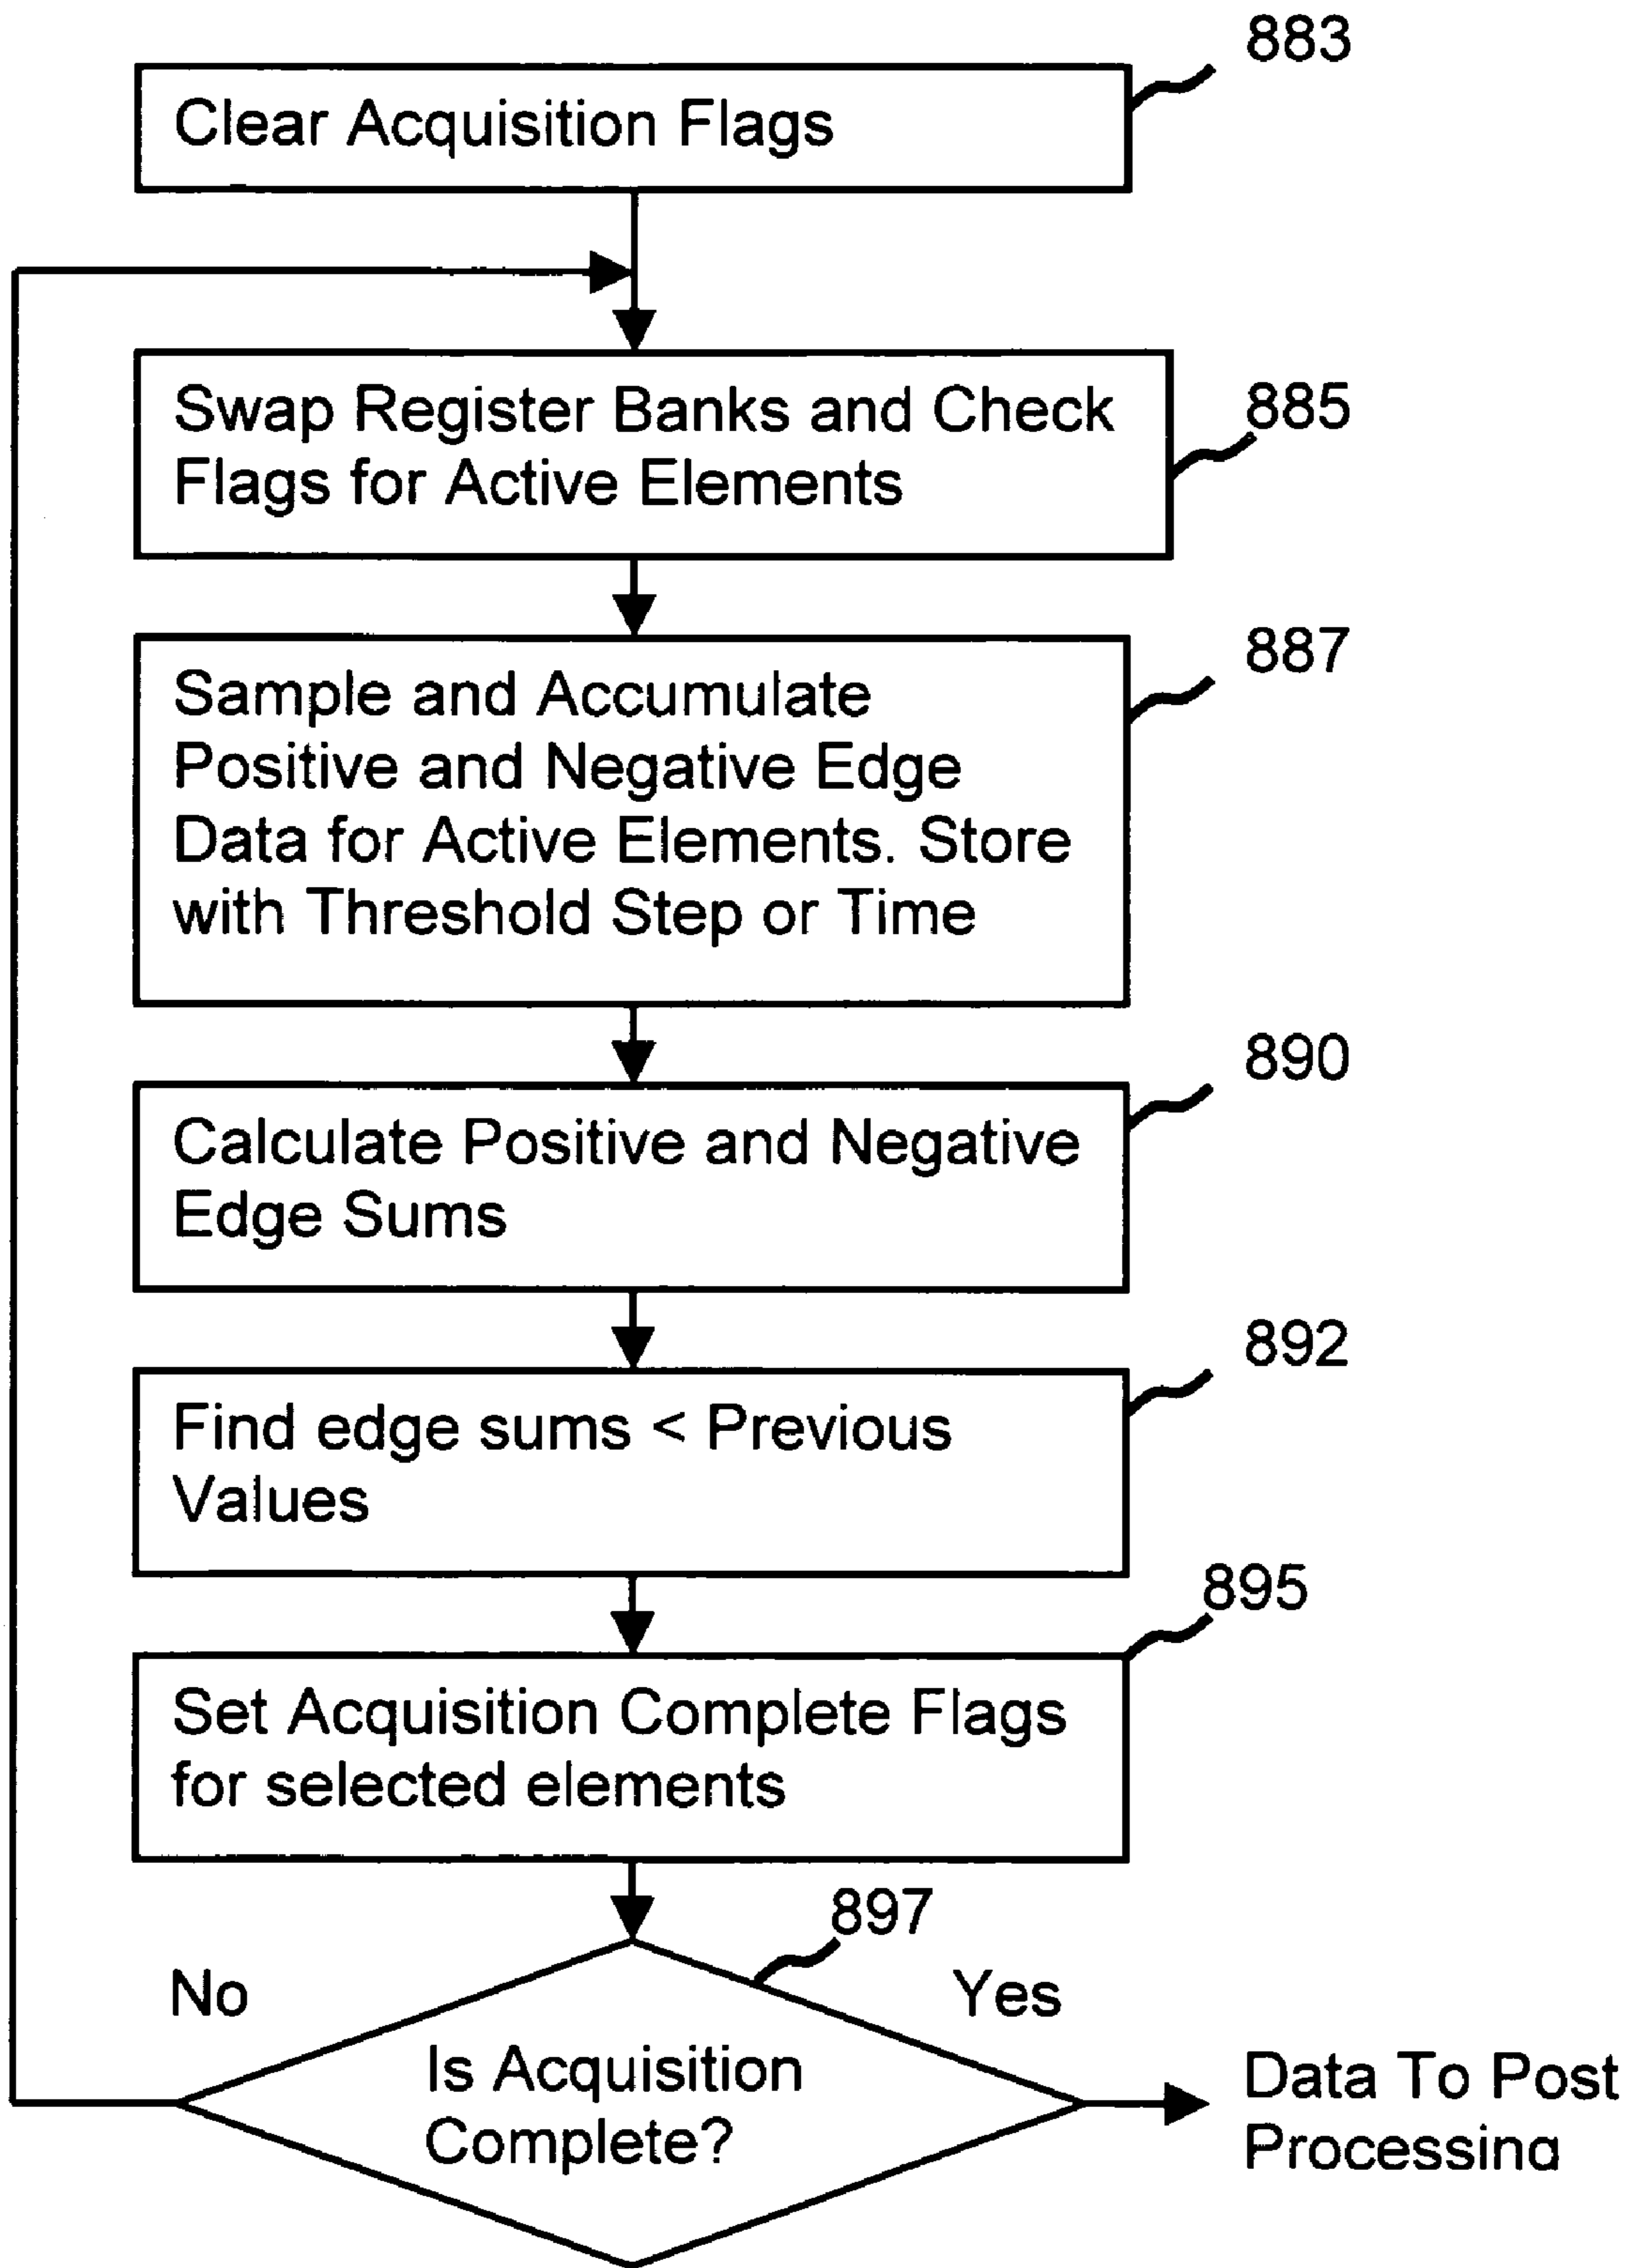 883
Clear Acquisition Flags
Swap Register Banks and Check
Flags for Active Elements
885
887
Sample and Accumulate
Positive and Negative Edge
Data for Active Elements. Store
with Threshold Step or Time
890
Calculate Positive and Negative
Edge Sums
892
Find edge sums < Previous
Values
895
Set Acquisition Complete Flags
for selected elements
897
No
Yes
Is Acquisition
Complete?
Data To Post
Processing